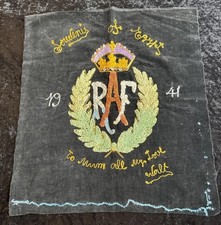 Souvenir of Egypt
19 RAF 41
To Mum all my Love
Walt